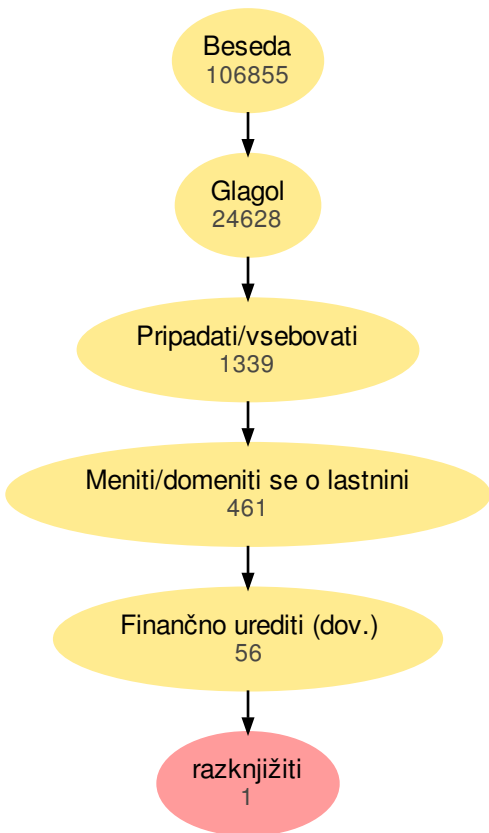 Beseda
106855
Glagol
24628
Pripadati/vsebovati
1339
Meniti/domeniti se o lastnini
461
Finančno urediti (dov.)
56
razknjižiti
1